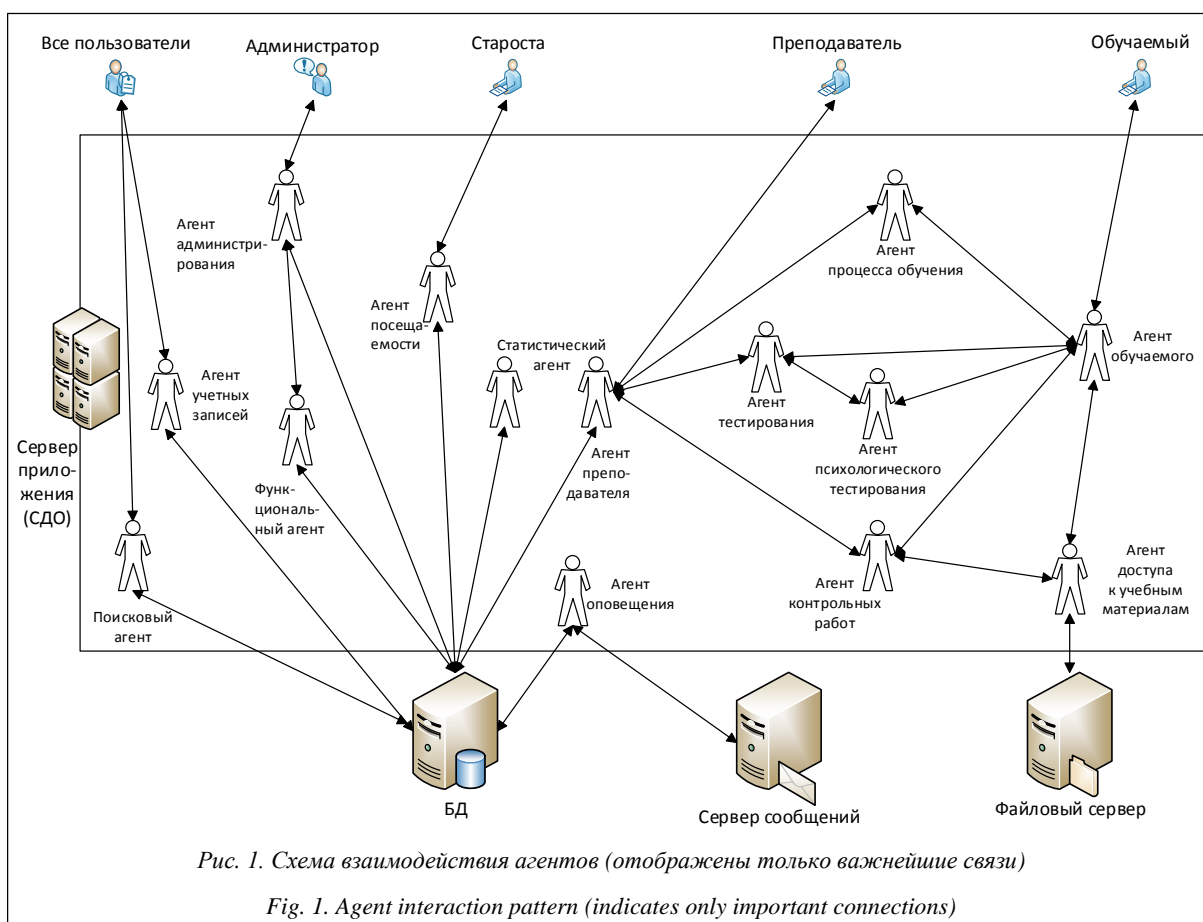 Все пользователи
Администратор
Староста
Преподаватель
Обучаемый
Агент
администри-
рования
Агент
процесса обучения
Агент
посеща-
емости
Агент
обучаемого
Статистический
агент
Агент
учетных
записей
Агент
тестирования
Агент
психологического
тестирования
Агент
препо-
давателя
Сервер
прило-
жения
(СДО)
Функ-
циональ-
ный агент
Агент
доступа
к учебным
материалам
Агент
оповещения
Агент
контрольных
работ
Поисковый
агент
БД
Сервер сообщений
Файловый сервер
Рис. 1. Схема взаимодействия агентов (отображены только важнейшие связи)
Fig. 1. Agent interaction pattern (indicates only important connections)